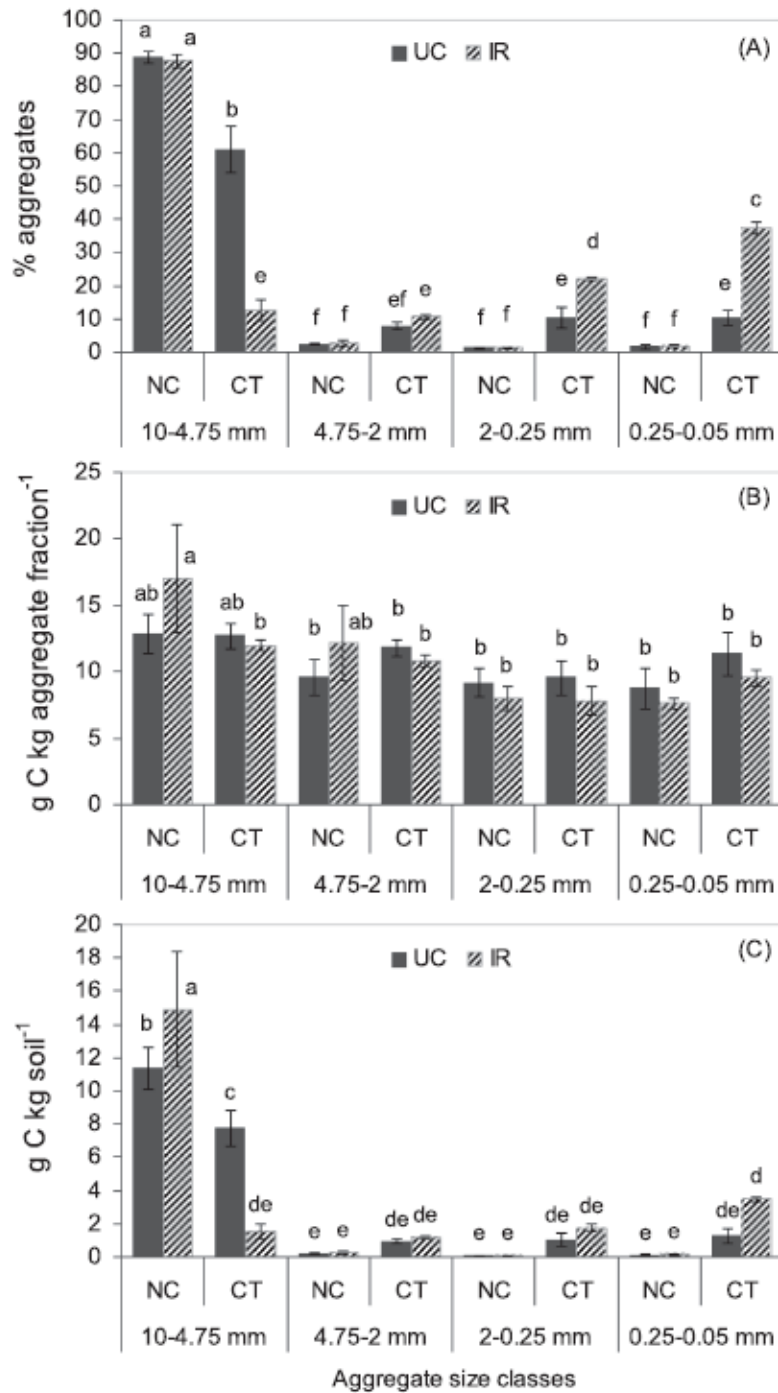 (A)
UC IR
% aggregates
100
90
80
70
60
50
40
30
20
10
0
a a b e f f ef e f f e d f f e c
NC CT NC CT NC CT NC CT
10-4.75 mm 4.75-2 mm 2-0.25 mm 0.25-0.05 mm
(B)
UC IR
g C kg aggregate fraction⁻¹
25
20
15
10
5
0
ab a ab b b ab b b b b b b b b b b
NC CT NC CT NC CT NC CT
10-4.75 mm 4.75-2 mm 2-0.25 mm 0.25-0.05 mm
(C)
UC IR
g C kg soil⁻¹
20
18
16
14
12
10
8
6
4
2
0
b a c de e e de de e e de de e e de d
NC CT NC CT NC CT NC CT
10-4.75 mm 4.75-2 mm 2-0.25 mm 0.25-0.05 mm
Aggregate size classes